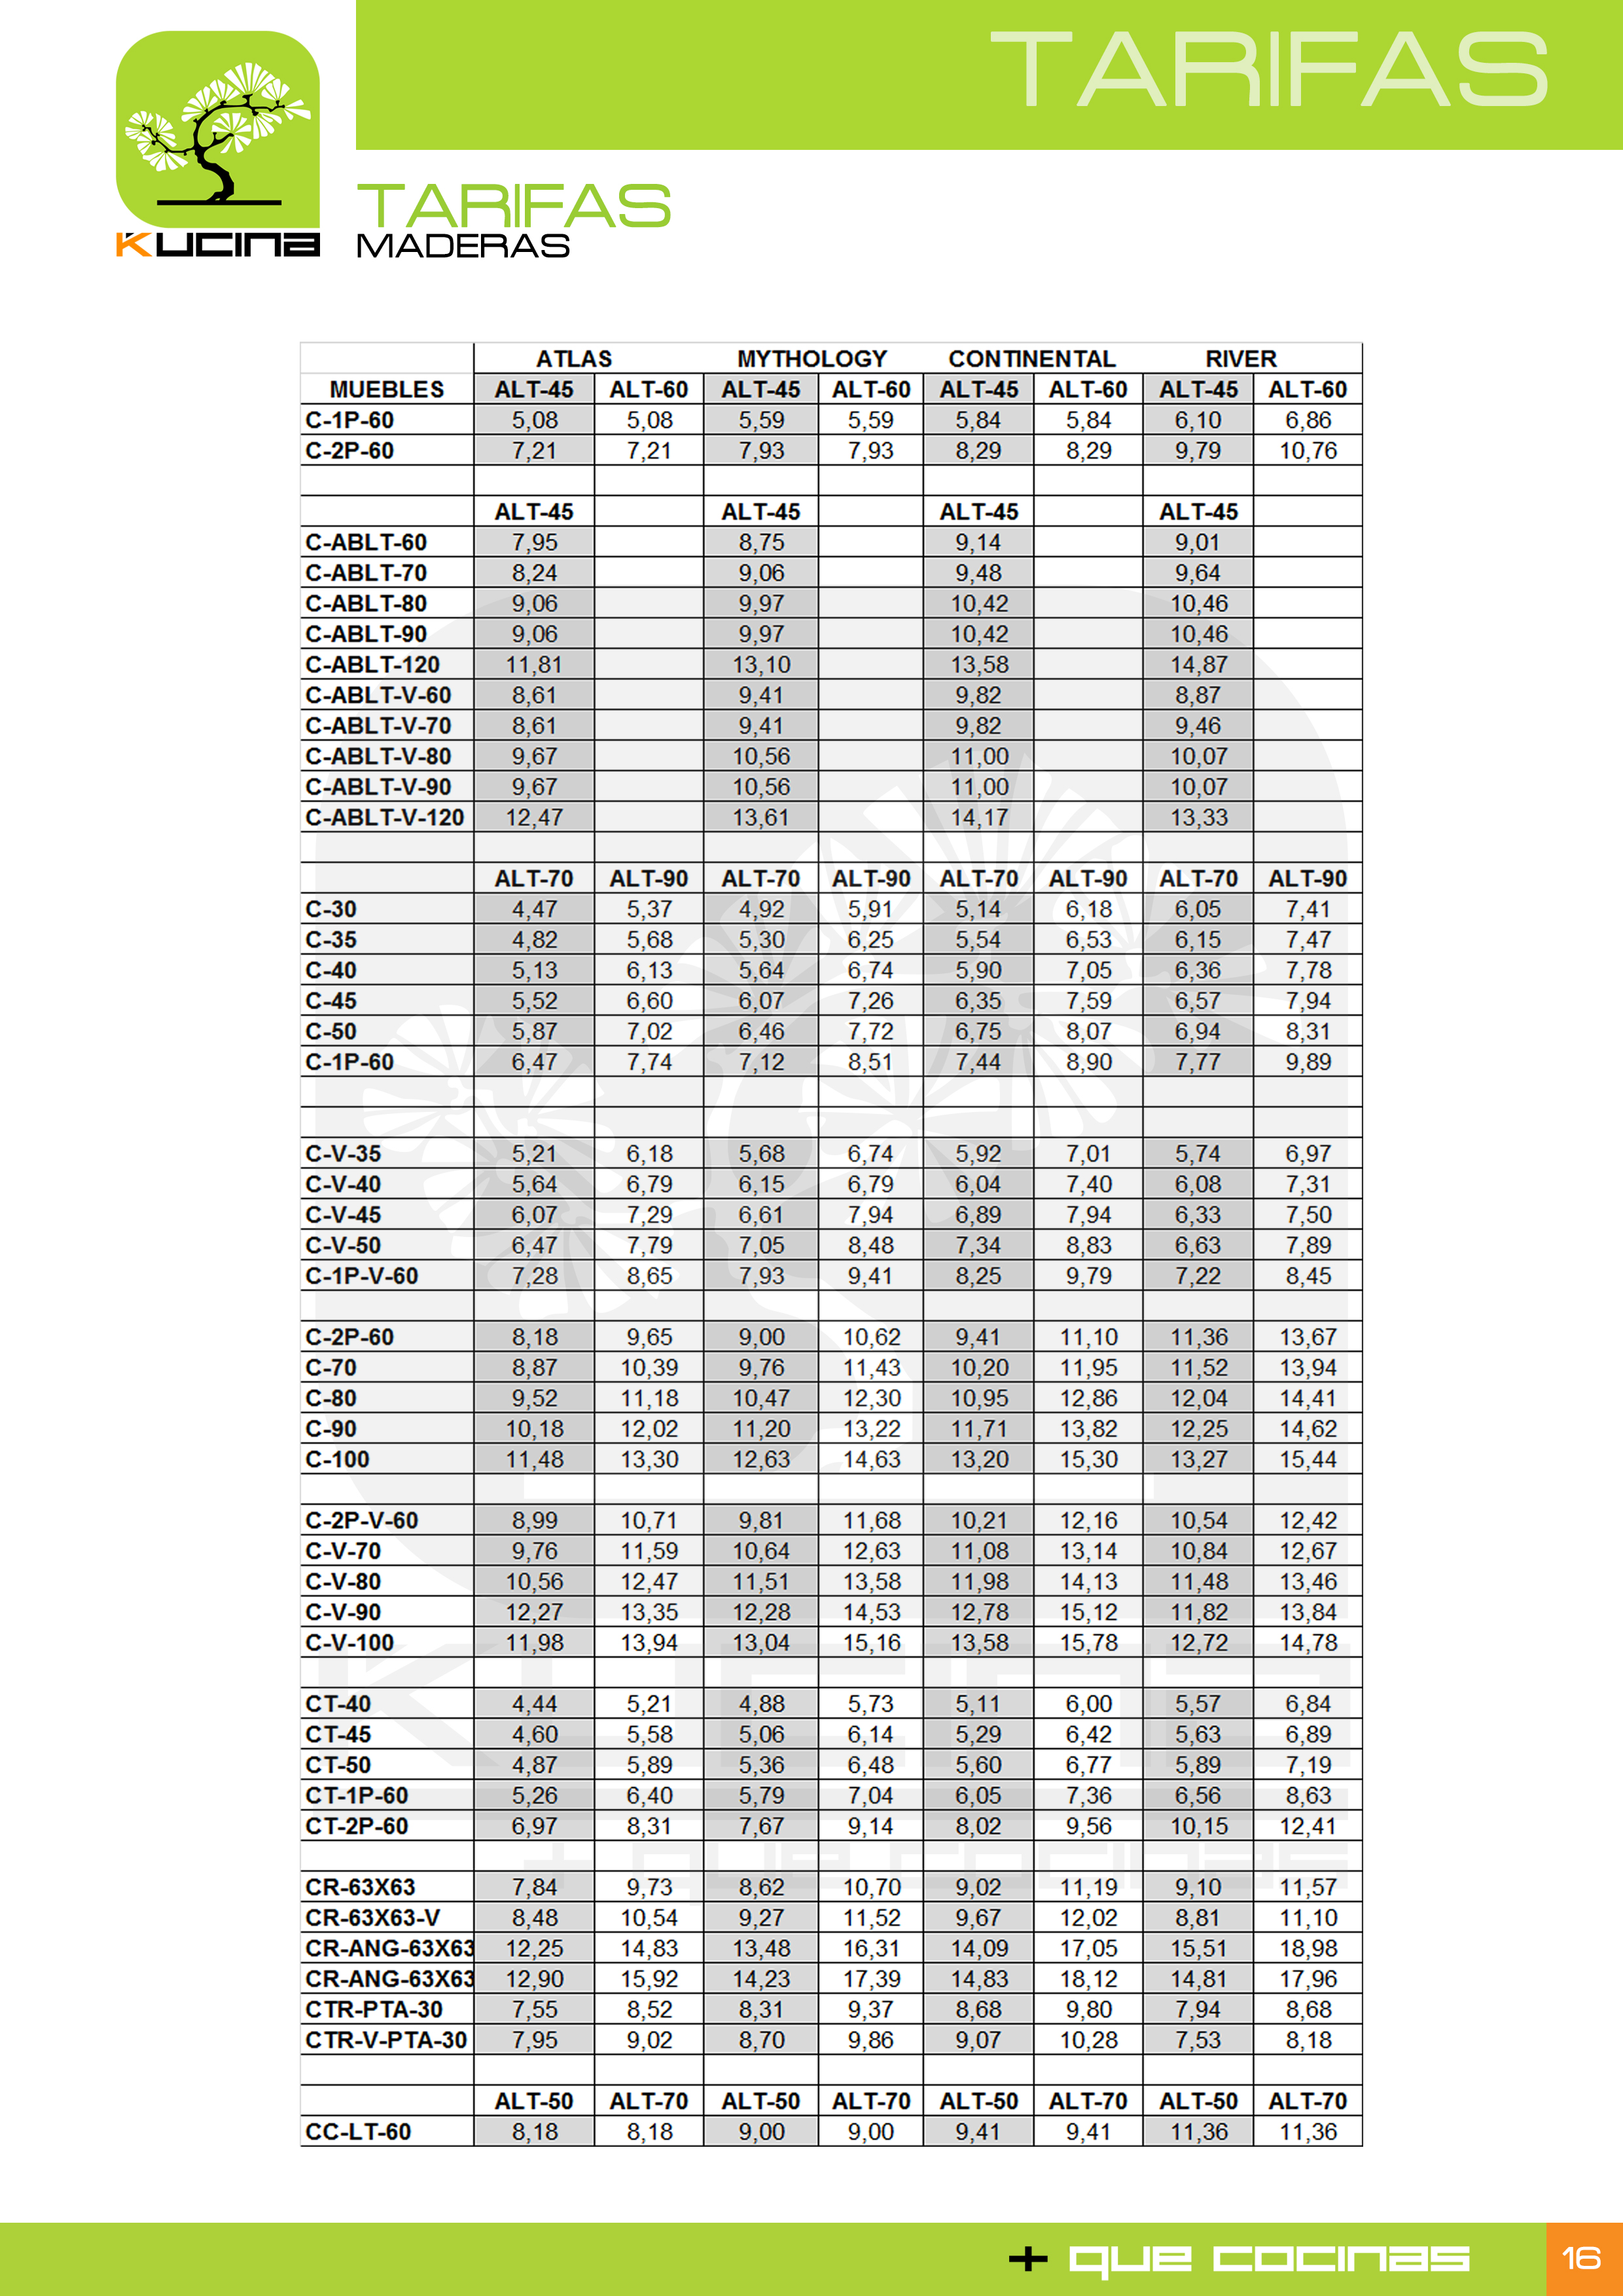 TARIFAS
KUCINA
TARIFAS
MADERAS
ATLAS MYTHOLOGY CONTINENTAL RIVER
MUEBLES ALT-45 ALT-60 ALT-45 ALT-60 ALT-45 ALT-60 ALT-45 ALT-60
C-1P-60 5,08 5,08 5,59 5,59 5,84 5,84 6,10 6,86
C-2P-60 7,21 7,21 7,93 7,93 8,29 8,29 9,79 10,76
ALT-45 ALT-45 ALT-45 ALT-45
C-ABLT-60 7,95 8,75 9,14 9,01
C-ABLT-70 8,24 9,06 9,48 9,64
C-ABLT-80 9,06 9,97 10,42 10,46
C-ABLT-90 9,06 9,97 10,42 10,46
C-ABLT-120 11,81 13,10 13,58 14,87
C-ABLT-V-60 8,61 9,41 9,82 8,87
C-ABLT-V-70 8,61 9,41 9,82 9,46
C-ABLT-V-80 9,67 10,56 11,00 10,07
C-ABLT-V-90 9,67 10,56 11,00 10,07
C-ABLT-V-120 12,47 13,61 14,17 13,33
ALT-70 ALT-90 ALT-70 ALT-90 ALT-70 ALT-90 ALT-70 ALT-90
C-30 4,47 5,37 4,92 5,91 5,14 6,18 6,05 7,41
C-35 4,82 5,68 5,30 6,25 5,54 6,53 6,15 7,47
C-40 5,13 6,13 5,64 6,74 5,90 7,05 6,36 7,78
C-45 5,52 6,60 6,07 7,26 6,35 7,59 6,57 7,94
C-50 5,87 7,02 6,46 7,72 6,75 8,07 6,94 8,31
C-1P-60 6,47 7,74 7,12 8,51 7,44 8,90 7,77 9,89
C-V-35 5,21 6,18 5,68 6,74 5,92 7,01 5,74 6,97
C-V-40 5,64 6,79 6,15 6,79 6,04 7,40 6,08 7,31
C-V-45 6,07 7,29 6,61 7,94 6,89 7,94 6,33 7,50
C-V-50 6,47 7,79 7,05 8,48 7,34 8,83 6,63 7,89
C-1P-V-60 7,28 8,65 7,93 9,41 8,25 9,79 7,22 8,45
C-2P-60 8,18 9,65 9,00 10,62 9,41 11,10 11,36 13,67
C-70 8,87 10,39 9,76 11,43 10,20 11,95 11,52 13,94
C-80 9,52 11,18 10,47 12,30 10,95 12,86 12,04 14,41
C-90 10,18 12,02 11,20 13,22 11,71 13,82 12,25 14,62
C-100 11,48 13,30 12,63 14,63 13,20 15,30 13,27 15,44
C-2P-V-60 8,99 10,71 9,81 11,68 10,21 12,16 10,54 12,42
C-V-70 9,76 11,59 10,64 12,63 11,08 13,14 10,84 12,67
C-V-80 10,56 12,47 11,51 13,58 11,98 14,13 11,48 13,46
C-V-90 12,27 13,35 12,28 14,53 12,78 15,12 11,82 13,84
C-V-100 11,98 13,94 13,04 15,16 13,58 15,78 12,72 14,78
CT-40 4,44 5,21 4,88 5,73 5,11 6,00 5,57 6,84
CT-45 4,60 5,58 5,06 6,14 5,29 6,42 5,63 6,89
CT-50 4,87 5,89 5,36 6,48 5,60 6,77 5,89 7,19
CT-1P-60 5,26 6,40 5,79 7,04 6,05 7,36 6,56 8,63
CT-2P-60 6,97 8,31 7,67 9,14 8,02 9,56 10,15 12,41
CR-63X63 7,84 9,73 8,62 10,70 9,02 11,19 9,10 11,57
CR-63X63-V 8,48 10,54 9,27 11,52 9,67 12,02 8,81 11,10
CR-ANG-63X63 12,25 14,83 13,48 16,31 14,09 17,05 15,51 18,98
CR-ANG-63X63 12,90 15,92 14,23 17,39 14,83 18,12 14,81 17,96
CTR-PTA-30 7,55 8,52 8,31 9,37 8,68 9,80 7,94 8,68
CTR-V-PTA-30 7,95 9,02 8,70 9,86 9,07 10,28 7,53 8,18
ALT-50 ALT-70 ALT-50 ALT-70 ALT-50 ALT-70 ALT-50 ALT-70
CC-LT-60 8,18 8,18 9,00 9,00 9,41 9,41 11,36 11,36
+ que cocinas 16